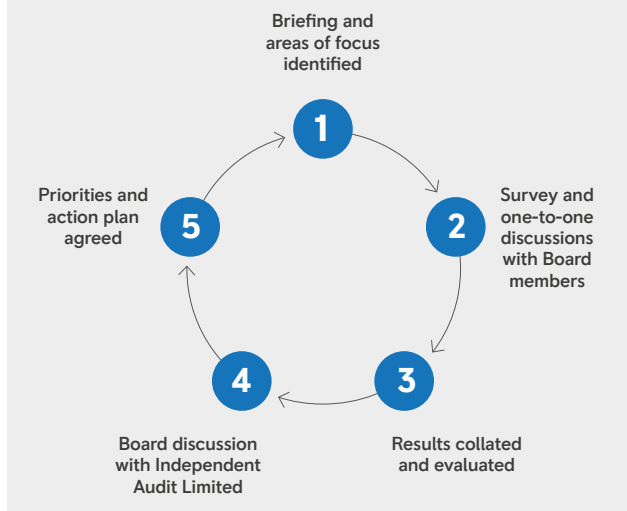 Briefing and
areas of focus
identified
1
2
Survey and
one-to-one
discussions
with Board
members
3
Results collated
and evaluated
4
Board discussion
with Independent
Audit Limited
5
Priorities and
action plan
agreed